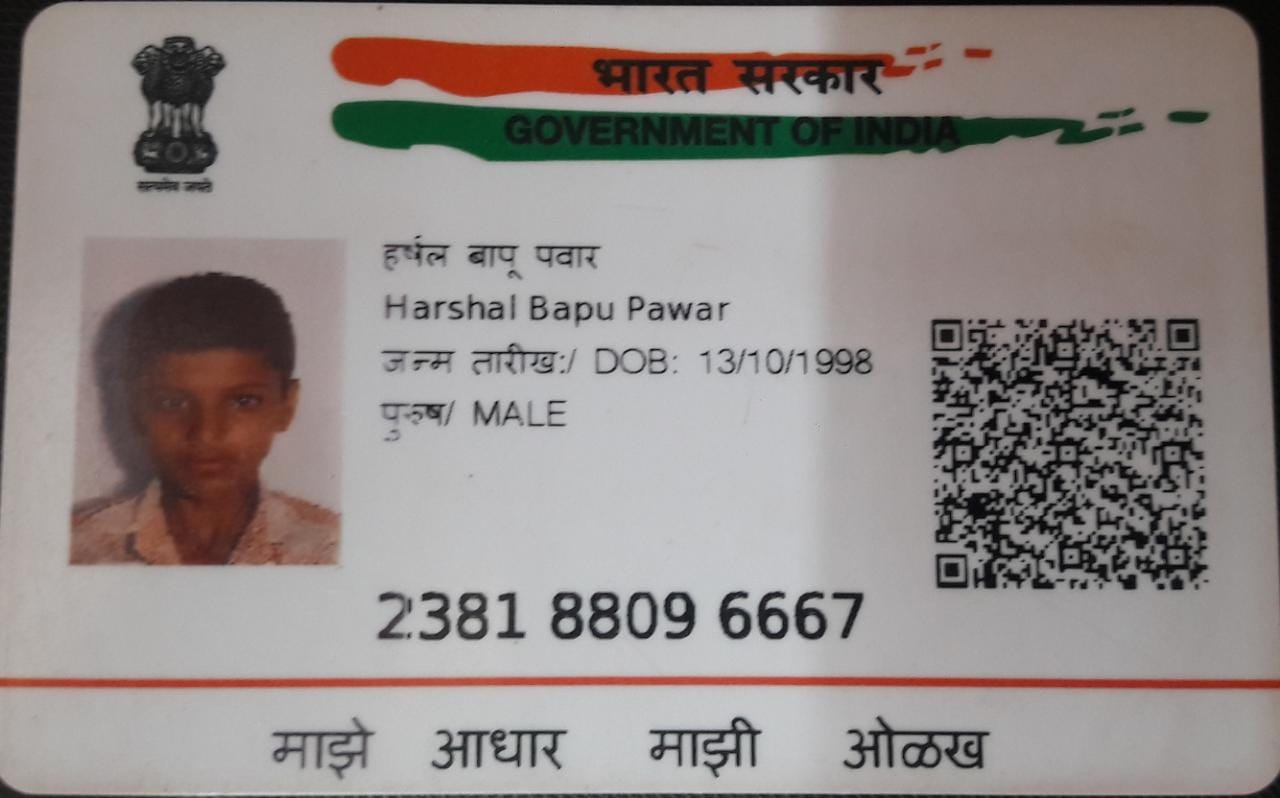 भारत सरकार
GOVERNMENT OF INDIA
सत्यमेव जयते
हर्षल बापू पवार
Harshal Bapu Pawar
जन्म तारीख:/ DOB: 13/10/1998
पुरुष/ MALE
2381 8809 6667
माझे आधार माझी ओळख